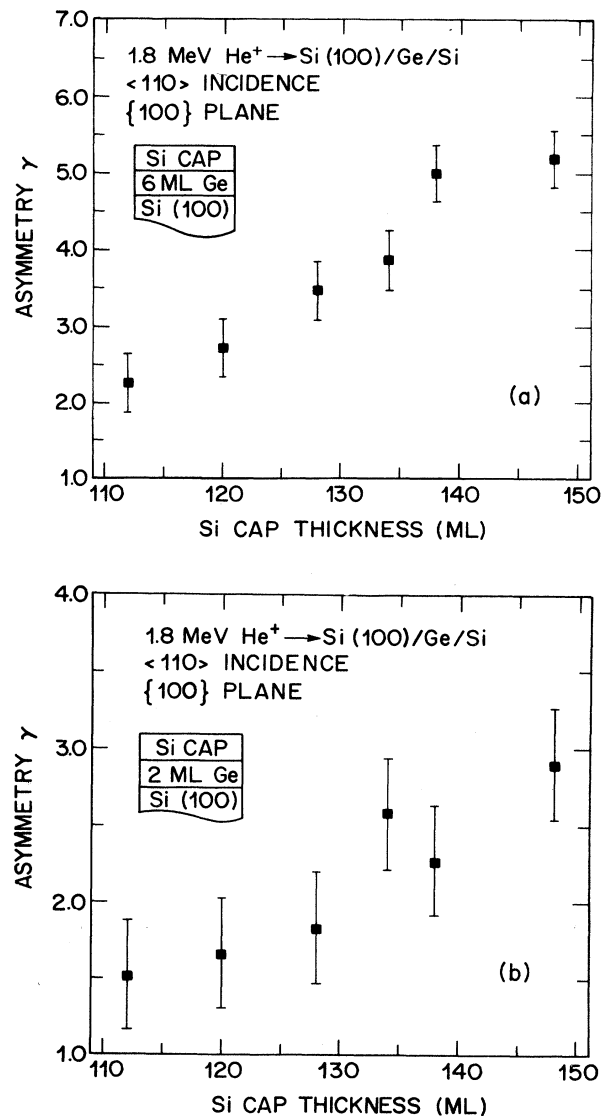 7.0
6.0
5.0
4.0
3.0
2.0
1.0
ASYMMETRY γ
1.8 MeV He⁺ → Si (100)/Ge/Si
<110> INCIDENCE
{100} PLANE
Si CAP
6 ML Ge
Si (100)
(a)
110 120 130 140 150
Si CAP THICKNESS (ML)
4.0
3.0
2.0
1.0
ASYMMETRY γ
1.8 MeV He⁺ → Si (100)/Ge/Si
<110> INCIDENCE
{100} PLANE
Si CAP
2 ML Ge
Si (100)
(b)
110 120 130 140 150
Si CAP THICKNESS (ML)